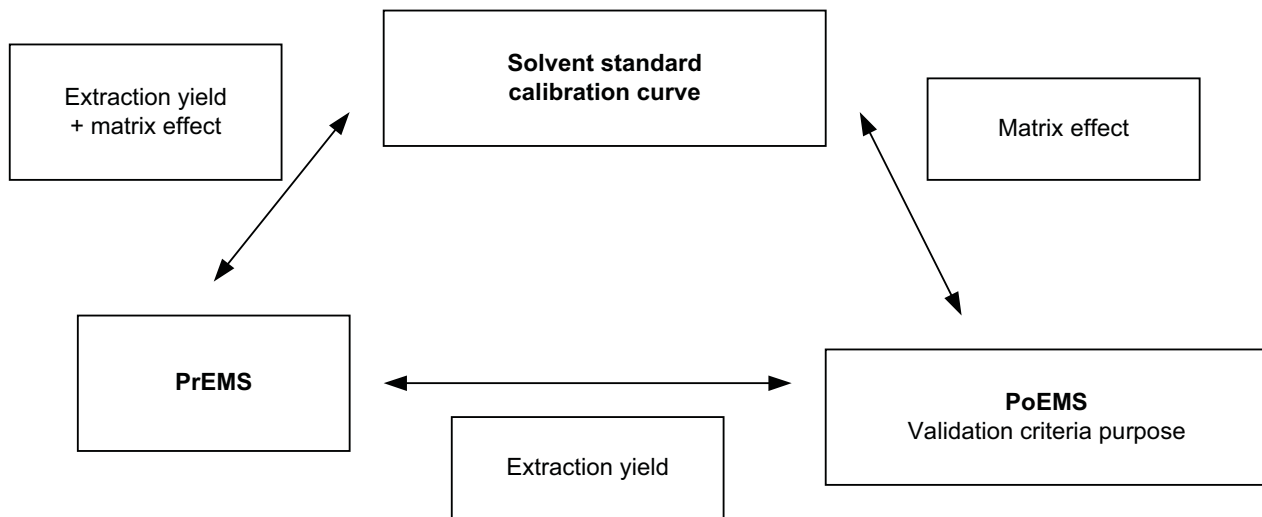 Solvent standard
calibration curve
Extraction yield
+ matrix effect
Matrix effect
PrEMS
PoEMS
Validation criteria purpose
Extraction yield